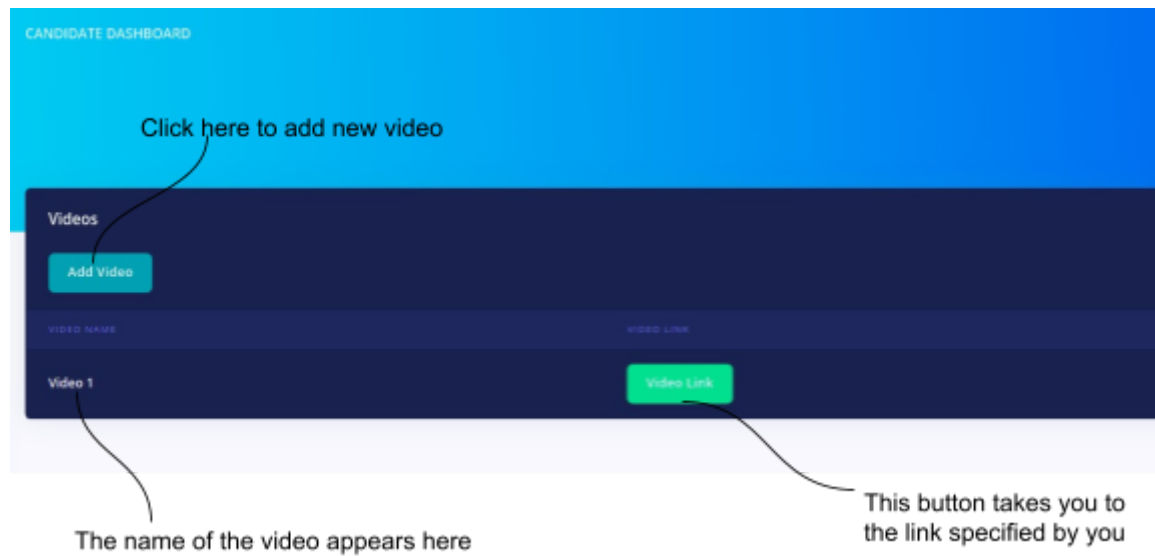 CANDIDATE DASHBOARD
Click here to add new video
Videos
Add Video
VIDEO NAME
VIDEO LINK
Video 1
Video Link
The name of the video appears here
This button takes you to
the link specified by you